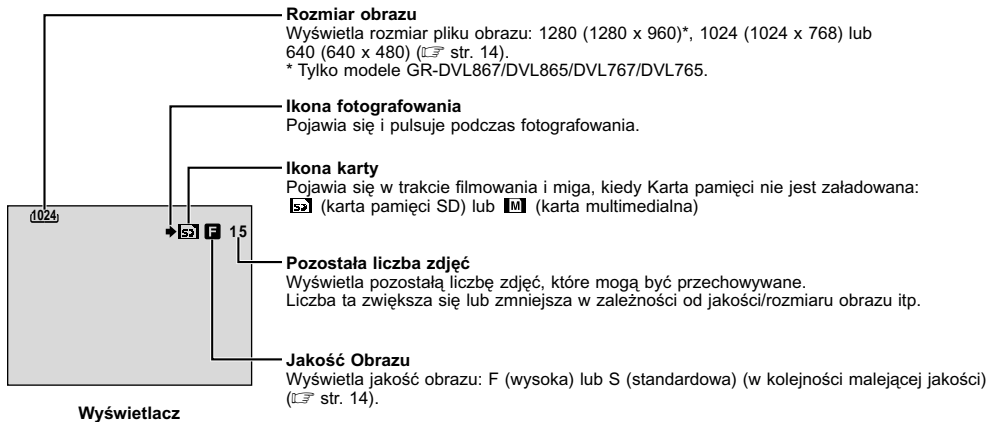 Rozmiar obrazu
Wyświetla rozmiar pliku obrazu: 1280 (1280 x 960)*, 1024 (1024 x 768) lub
640 (640 x 480) (☞ str. 14).
* Tylko modele GR-DVL867/DVL865/DVL767/DVL765.
Ikona fotografowania
Pojawia się i pulsuje podczas fotografowania.
Ikona karty
Pojawia się w trakcie filmowania i miga, kiedy Karta pamięci nie jest załadowana:
SD (karta pamięci SD) lub M (karta multimedialna)
1024
SD F 15
Pozostała liczba zdjęć
Wyświetla pozostałą liczbę zdjęć, które mogą być przechowywane.
Liczba ta zwiększa się lub zmniejsza w zależności od jakości/rozmiaru obrazu itp.
Jakość Obrazu
Wyświetla jakość obrazu: F (wysoka) lub S (standardowa) (w kolejności malejącej jakości)
(☞ str. 14).
Wyświetlacz